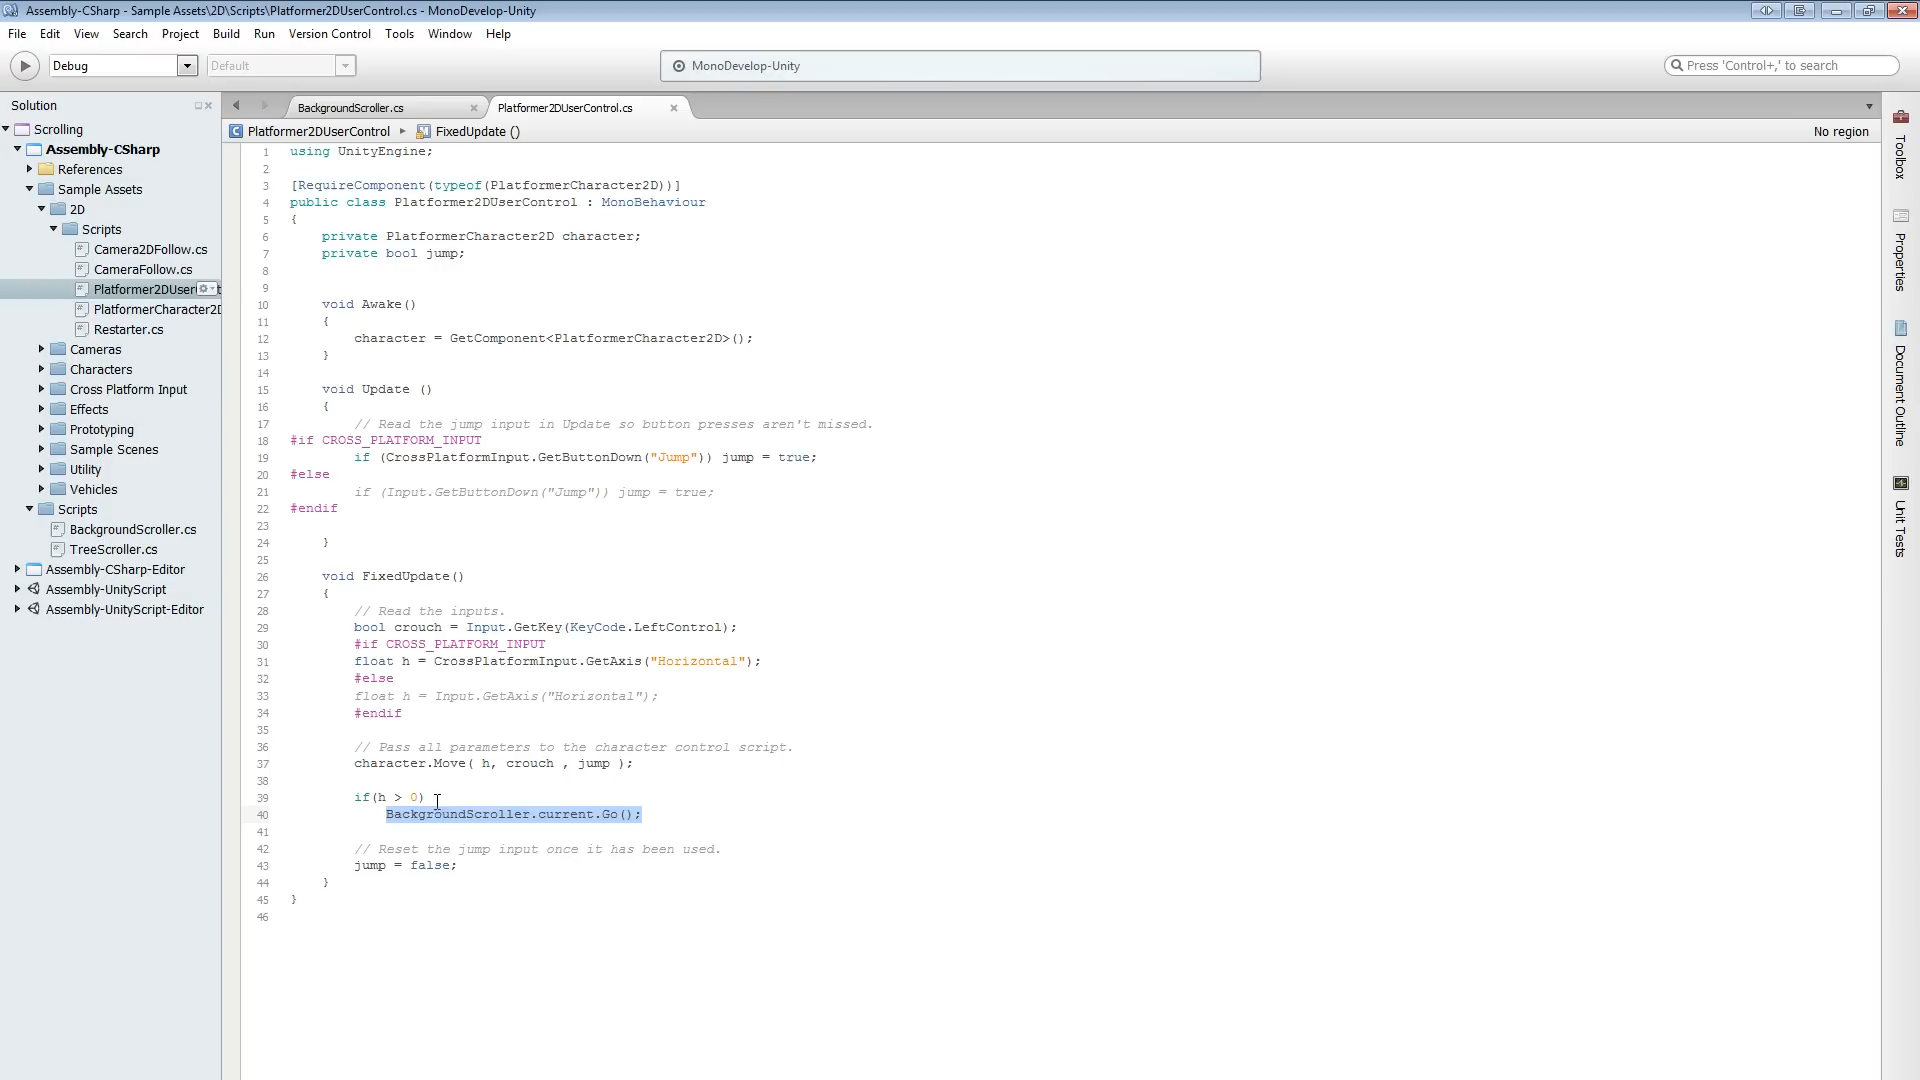 Assembly-CSharp - Sample Assets\2D\Scripts\Platformer2DUserControl.cs - MonoDevelop-Unity
File Edit View Search Project Build Run Version Control Tools Window Help
Debug Default MonoDevelop-Unity Press 'Control+,' to search
Solution
Scrolling
Assembly-CSharp
References
Sample Assets
2D
Scripts
Camera2DFollow.cs
CameraFollow.cs
Platformer2DUser
PlatformerCharacter2D
Restarter.cs
Cameras
Characters
Cross Platform Input
Effects
Prototyping
Sample Scenes
Utility
Vehicles
Scripts
BackgroundScroller.cs
TreeScroller.cs
Assembly-CSharp-Editor
Assembly-UnityScript
Assembly-UnityScript-Editor
BackgroundScroller.cs Platformer2DUserControl.cs
Platformer2DUserControl FixedUpdate () No region
1 using UnityEngine;
2
3 [RequireComponent(typeof(PlatformerCharacter2D))]
4 public class Platformer2DUserControl : MonoBehaviour
5 {
6 private PlatformerCharacter2D character;
7 private bool jump;
8
9
10 void Awake()
11 {
12 character = GetComponent<PlatformerCharacter2D>();
13 }
14
15 void Update ()
16 {
17 // Read the jump input in Update so button presses aren't missed.
18 #if CROSS_PLATFORM_INPUT
19 if (CrossPlatformInput.GetButtonDown("Jump")) jump = true;
20 #else
21 if (Input.GetButtonDown("Jump")) jump = true;
22 #endif
23
24 }
25
26 void FixedUpdate()
27 {
28 // Read the inputs.
29 bool crouch = Input.GetKey(KeyCode.LeftControl);
30 #if CROSS_PLATFORM_INPUT
31 float h = CrossPlatformInput.GetAxis("Horizontal");
32 #else
33 float h = Input.GetAxis("Horizontal");
34 #endif
35
36 // Pass all parameters to the character control script.
37 character.Move( h, crouch , jump );
38
39 if(h > 0)
40 BackgroundScroller.current.Go();
41
42 // Reset the jump input once it has been used.
43 jump = false;
44 }
45 }
46
Toolbox
Properties
Document Outline
Unit Tests